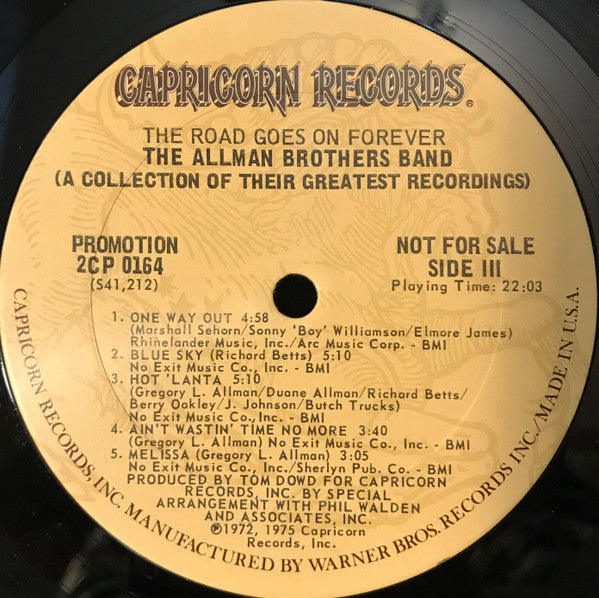 CAPRICORN RECORDS®
THE ROAD GOES ON FOREVER
THE ALLMAN BROTHERS BAND
(A COLLECTION OF THEIR GREATEST RECORDINGS)
PROMOTION
2CP 0164
(S41,212)
NOT FOR SALE
SIDE III
Playing Time: 22:03
1. ONE WAY OUT 4:58
(Marshall Sehorn/Sonny 'Boy' Williamson/Elmore James)
Rhinelander Music, Inc./Arc Music Corp. - BMI
2. BLUE SKY (Richard Betts) 5:10
No Exit Music Co., Inc. - BMI
3. HOT 'LANTA 5:10
(Gregory L. Allman/Duane Allman/Richard Betts/
Berry Oakley/J. Johnson/Butch Trucks)
No Exit Music Co., Inc. - BMI
4. AIN'T WASTIN' TIME NO MORE 3:40
(Gregory L. Allman) No Exit Music Co., Inc. - BMI
5. MELISSA (Gregory L. Allman) 3:05
No Exit Music Co., Inc./Sherlyn Pub. Co. - BMI
PRODUCED BY TOM DOWD FOR CAPRICORN
RECORDS, INC. BY SPECIAL
ARRANGEMENT WITH PHIL WALDEN
AND ASSOCIATES, INC.
℗1972, 1975 Capricorn
Records, Inc.
CAPRICORN RECORDS, INC. MANUFACTURED BY WARNER BROS. RECORDS INC./MADE IN U.S.A.